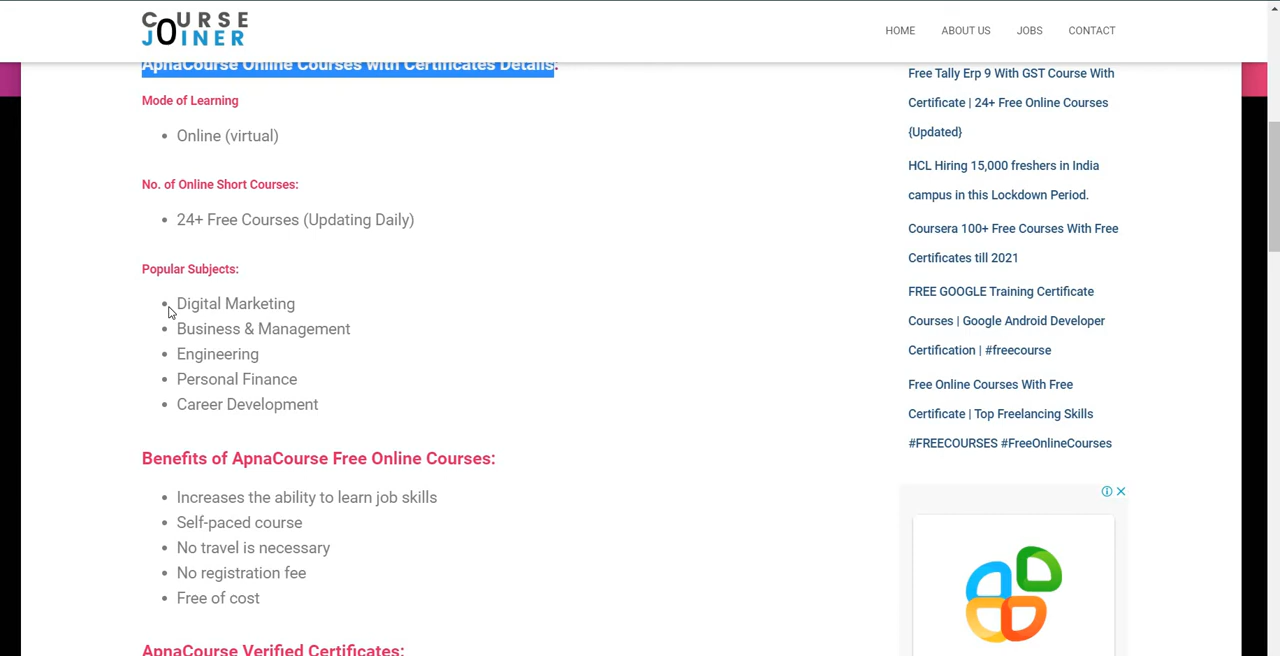 COURSE
JOINER
HOME
ABOUT US
JOBS
CONTACT
ApnaCourse Online Courses with Certificates Details:
Mode of Learning
• Online (virtual)
No. of Online Short Courses:
• 24+ Free Courses (Updating Daily)
Popular Subjects:
• Digital Marketing
• Business & Management
• Engineering
• Personal Finance
• Career Development
Benefits of ApnaCourse Free Online Courses:
• Increases the ability to learn job skills
• Self-paced course
• No travel is necessary
• No registration fee
• Free of cost
ApnaCourse Verified Certificates:
Free Tally Erp 9 With GST Course With
Certificate | 24+ Free Online Courses
{Updated}
HCL Hiring 15,000 freshers in India
campus in this Lockdown Period.
Coursera 100+ Free Courses With Free
Certificates till 2021
FREE GOOGLE Training Certificate
Courses | Google Android Developer
Certification | #freecourse
Free Online Courses With Free
Certificate | Top Freelancing Skills
#FREECOURSES #FreeOnlineCourses